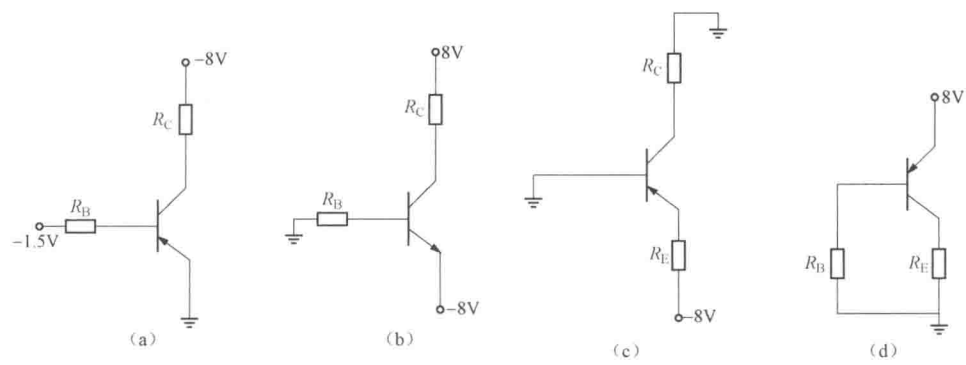 −8V
R_C
R_B
−1.5V
(a)
8V
R_C
R_B
−8V
(b)
R_C
R_E
−8V
(c)
8V
R_B
R_E
(d)